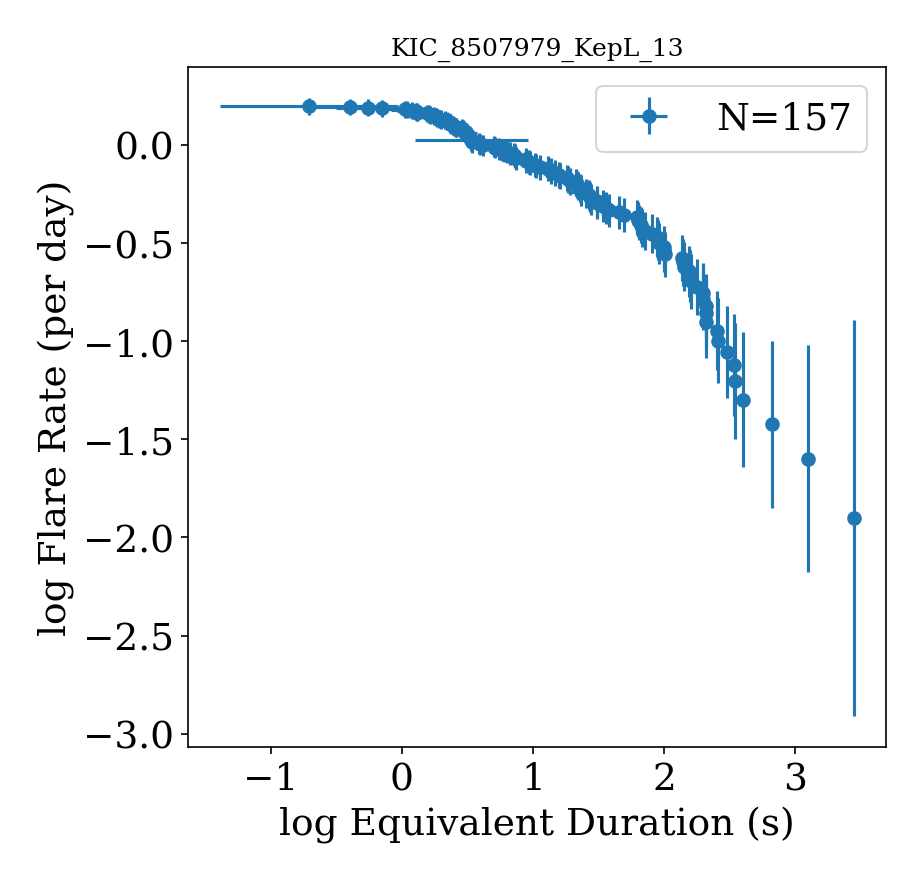 KIC_8507979_KepL_13
N=157
0.0
−0.5
−1.0
−1.5
−2.0
−2.5
−3.0
log Flare Rate (per day)
−1 0 1 2 3
log Equivalent Duration (s)